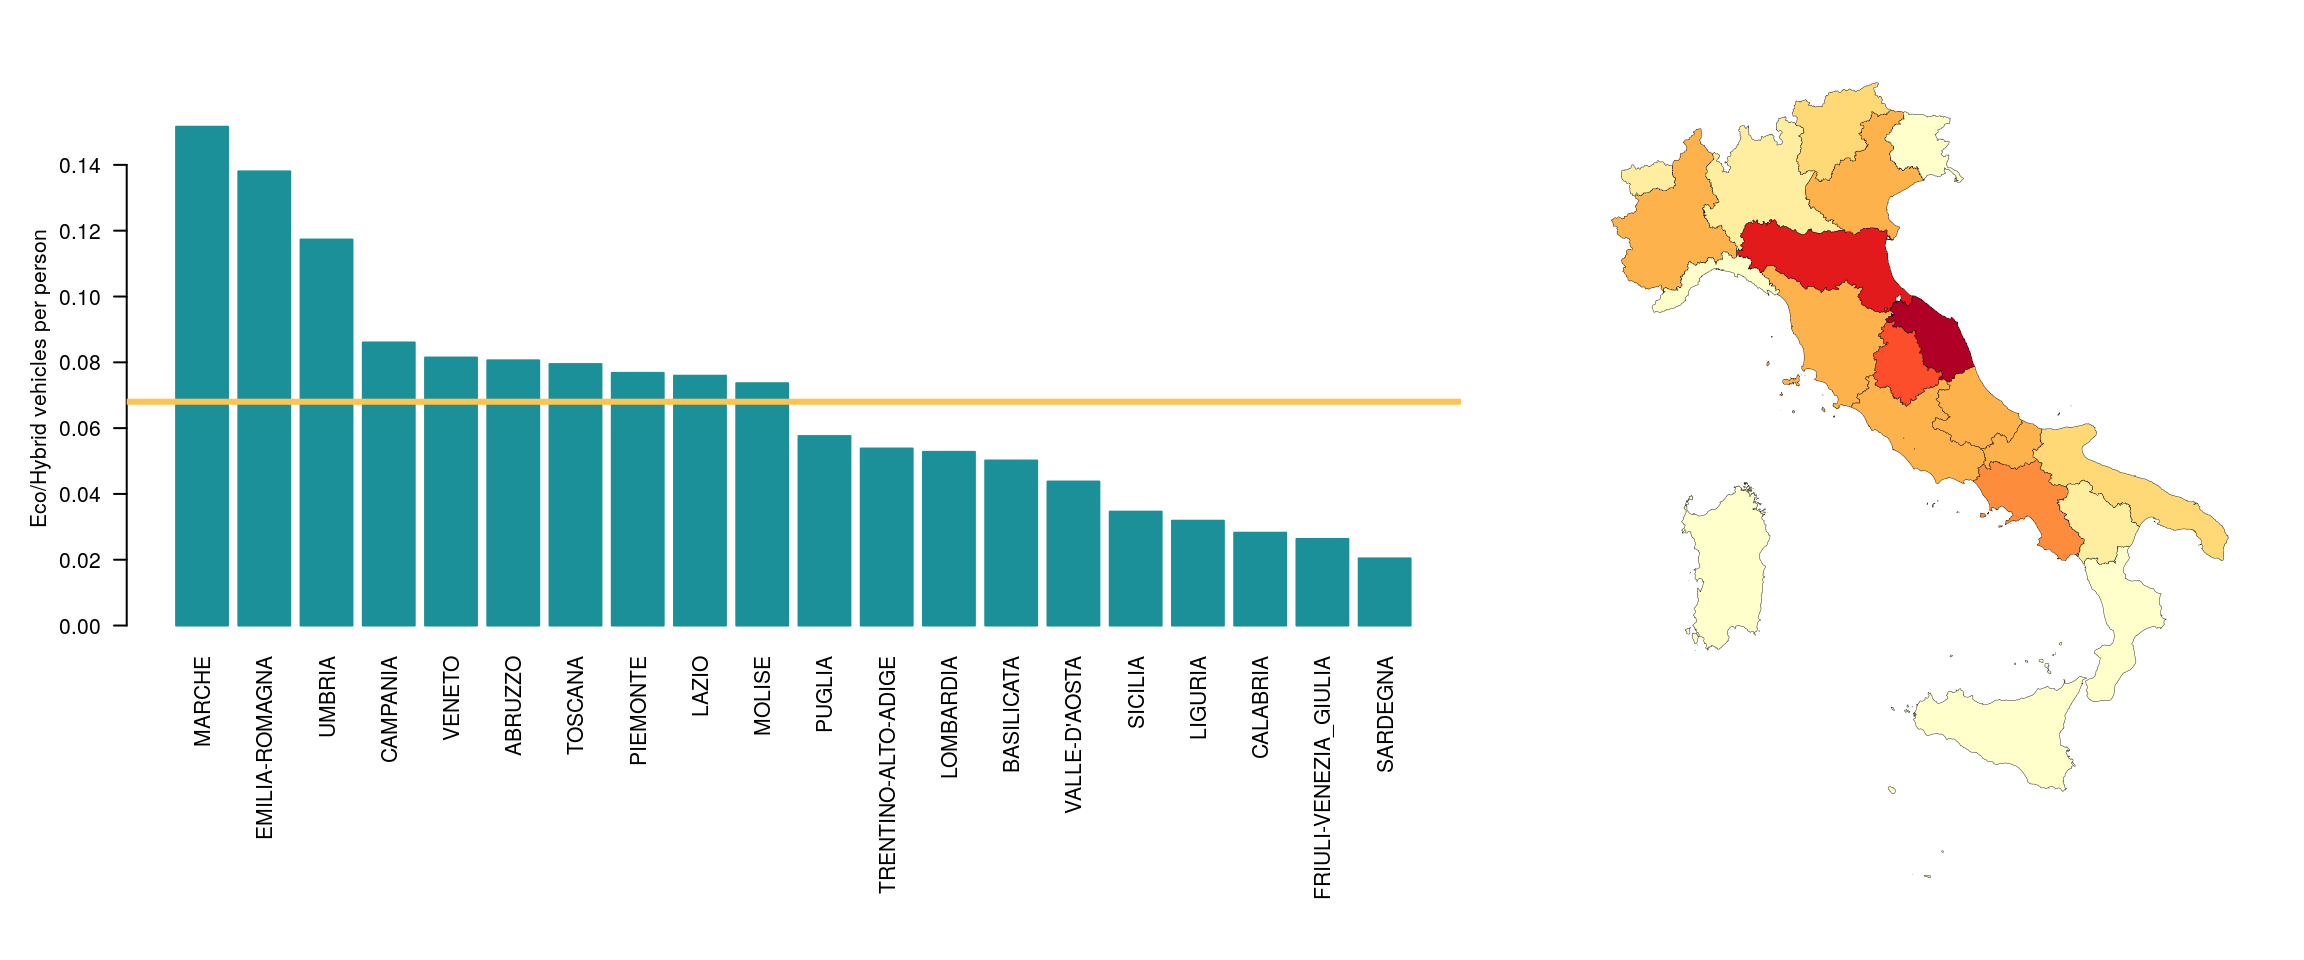 Eco/Hybrid vehicles per person
0.14
0.12
0.10
0.08
0.06
0.04
0.02
0.00
MARCHE
EMILIA-ROMAGNA
UMBRIA
CAMPANIA
VENETO
ABRUZZO
TOSCANA
PIEMONTE
LAZIO
MOLISE
PUGLIA
TRENTINO-ALTO-ADIGE
LOMBARDIA
BASILICATA
VALLE-D'AOSTA
SICILIA
LIGURIA
CALABRIA
FRIULI-VENEZIA_GIULIA
SARDEGNA